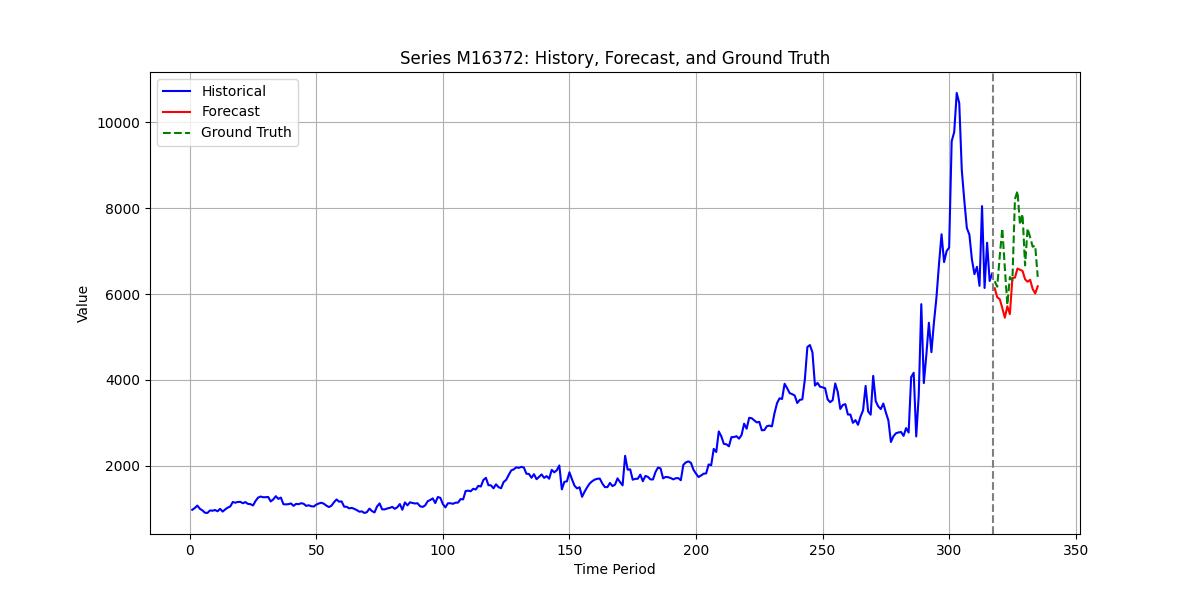 Series M16372: History, Forecast, and Ground Truth
Historical
Forecast
Ground Truth
10000
8000
6000
4000
2000
Value
0
50
100
150
200
250
300
350
Time Period